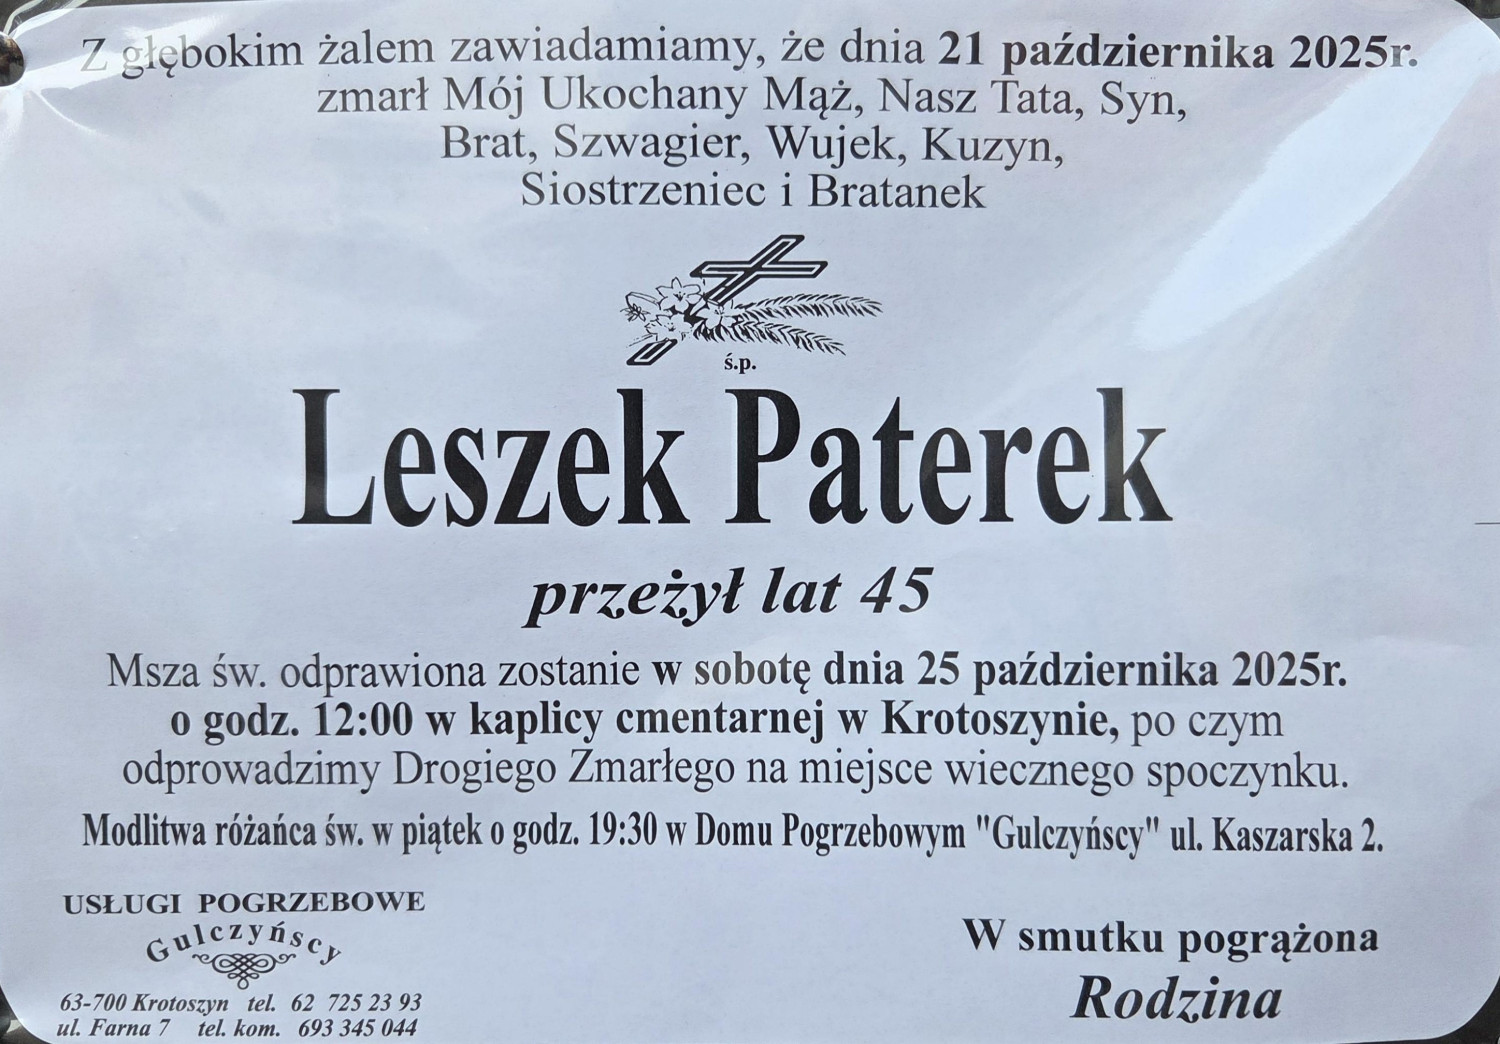 Z głębokim żalem zawiadamiamy, że dnia 21 października 2025r.
zmarł Mój Ukochany Mąż, Nasz Tata, Syn,
Brat, Szwagier, Wujek, Kuzyn,
Siostrzeniec i Bratanek
ś.p.
Leszek Paterek
przeżył lat 45
Msza św. odprawiona zostanie w sobotę dnia 25 października 2025r.
o godz. 12:00 w kaplicy cmentarnej w Krotoszynie, po czym
odprowadzimy Drogiego Zmarłego na miejsce wiecznego spoczynku.
Modlitwa różańca św. w piątek o godz. 19:30 w Domu Pogrzebowym "Gulczyńscy" ul. Kaszarska 2.
USŁUGI POGRZEBOWE
Gulczyńscy
63-700 Krotoszyn tel. 62 725 23 93
ul. Farna 7 tel. kom. 693 345 044
W smutku pogrążona
Rodzina